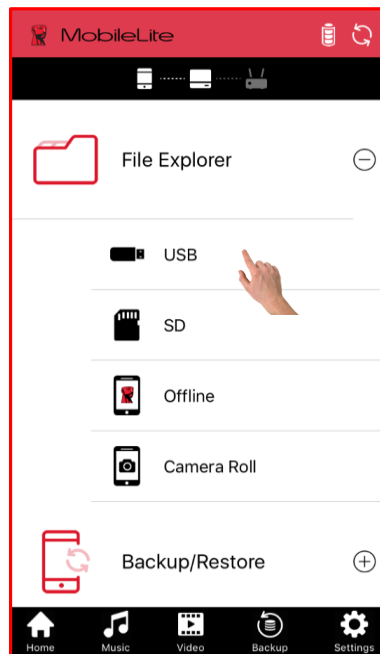 MobileLite
File Explorer
USB
SD
Offline
Camera Roll
Backup/Restore
Home Music Video Backup Settings